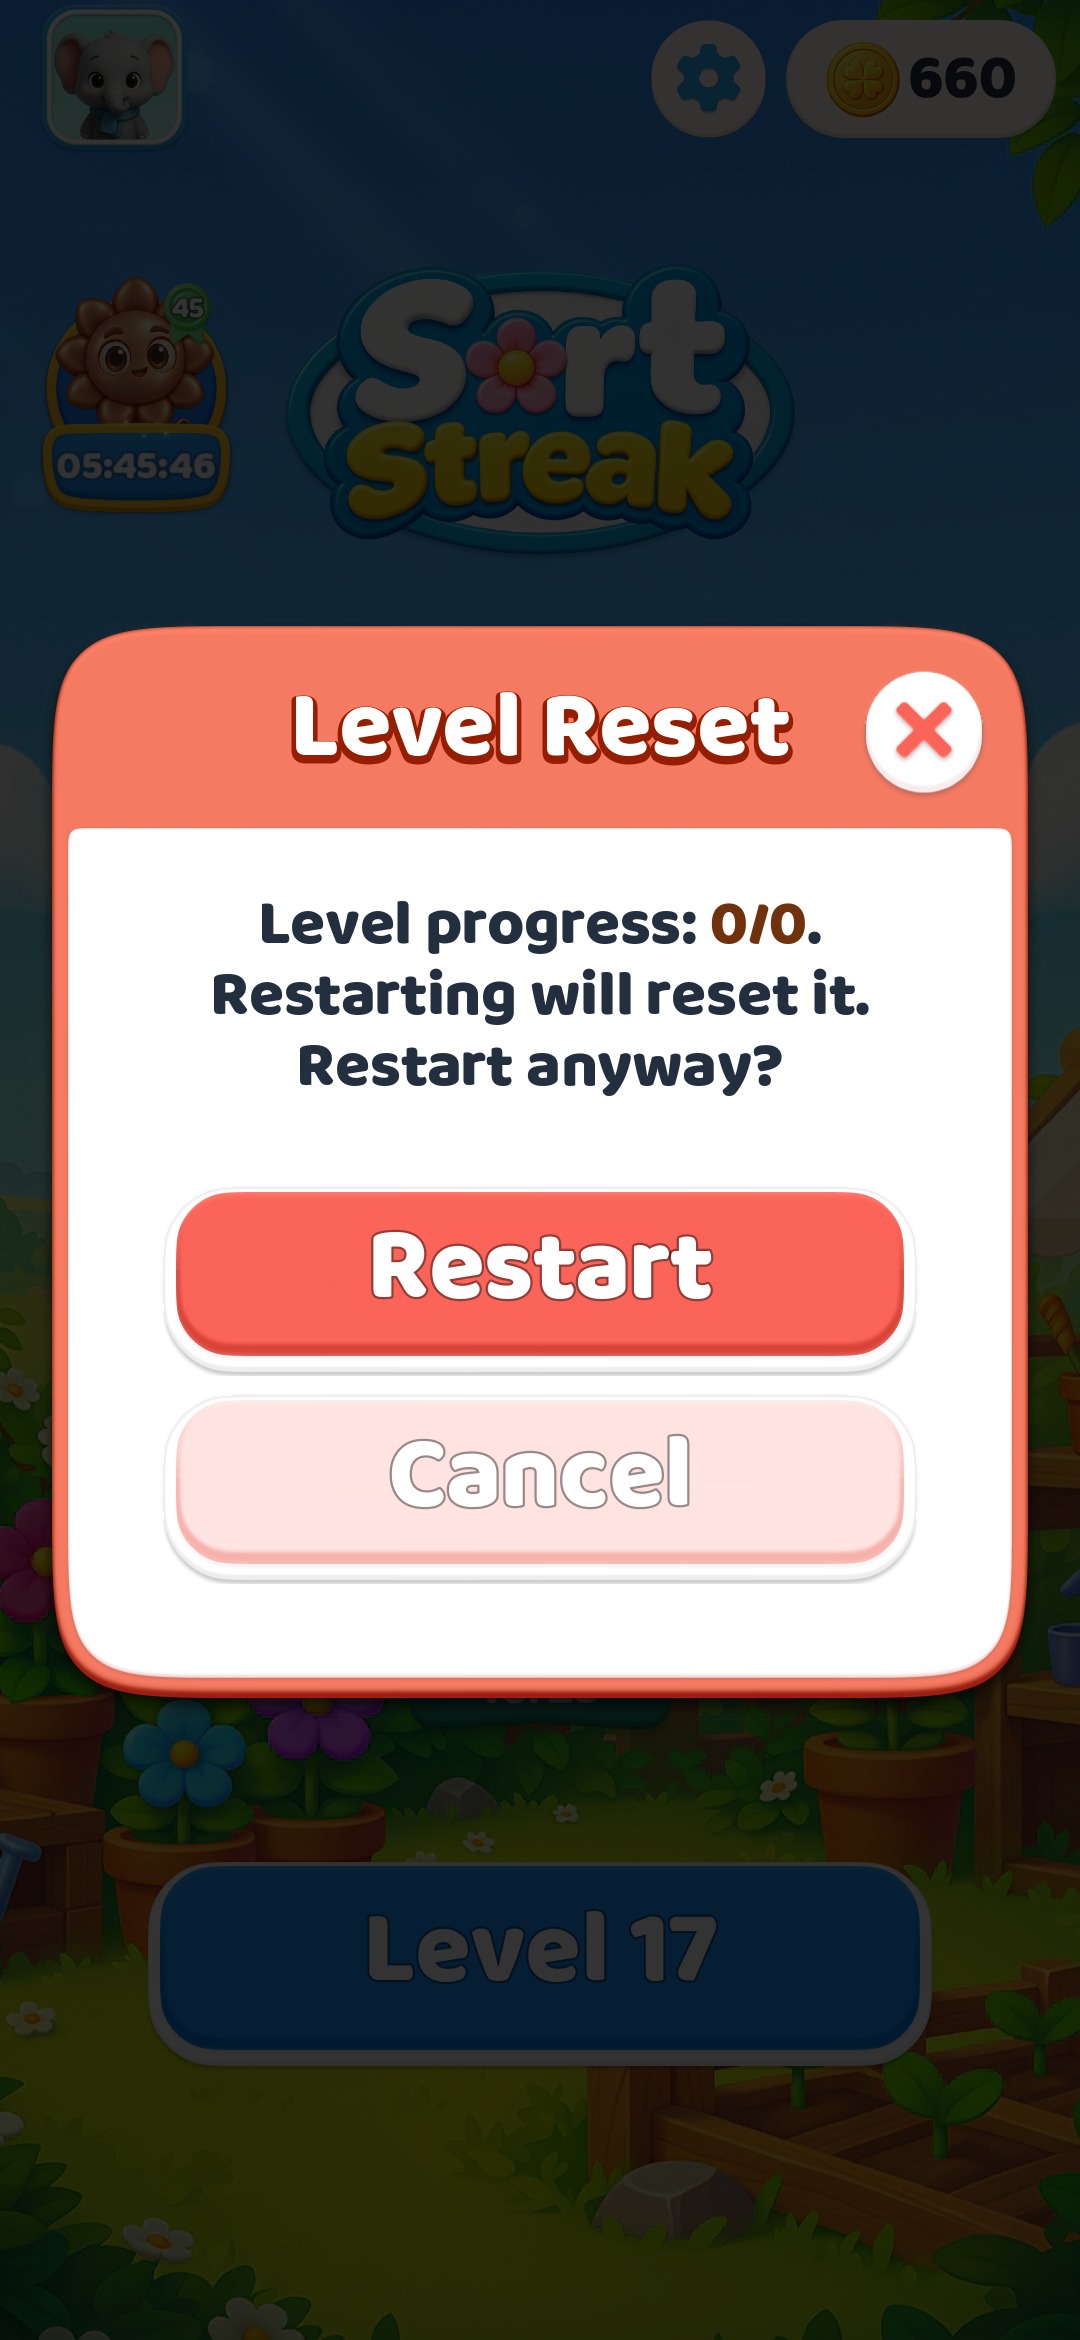 660
45
05:45:46
Sort
Streak
Level Reset
Level progress: 0/0.
Restarting will reset it.
Restart anyway?
Restart
Cancel
Level 17